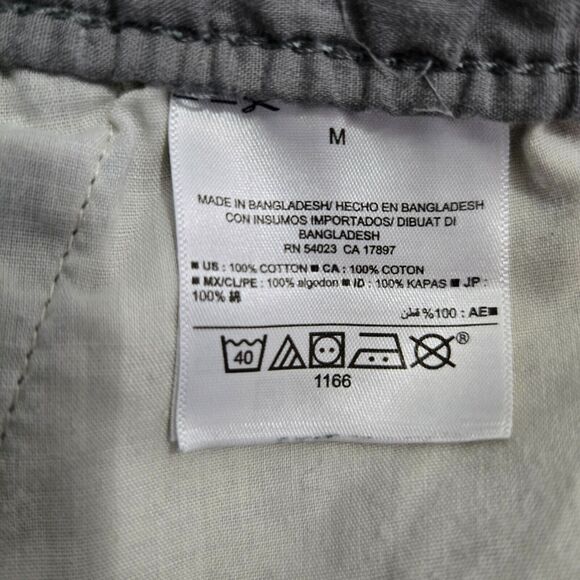 M
MADE IN BANGLADESH/ HECHO EN BANGLADESH
CON INSUMOS IMPORTADOS/ DIBUAT DI
BANGLADESH
RN 54023 CA 17897
■ US : 100% COTTON ■ CA : 100% COTON
■ MX/CL/PE : 100% algodon ■ ID : 100% KAPAS ■ JP :
100% 綿
■AE : 100% قطن
40 ®
1166